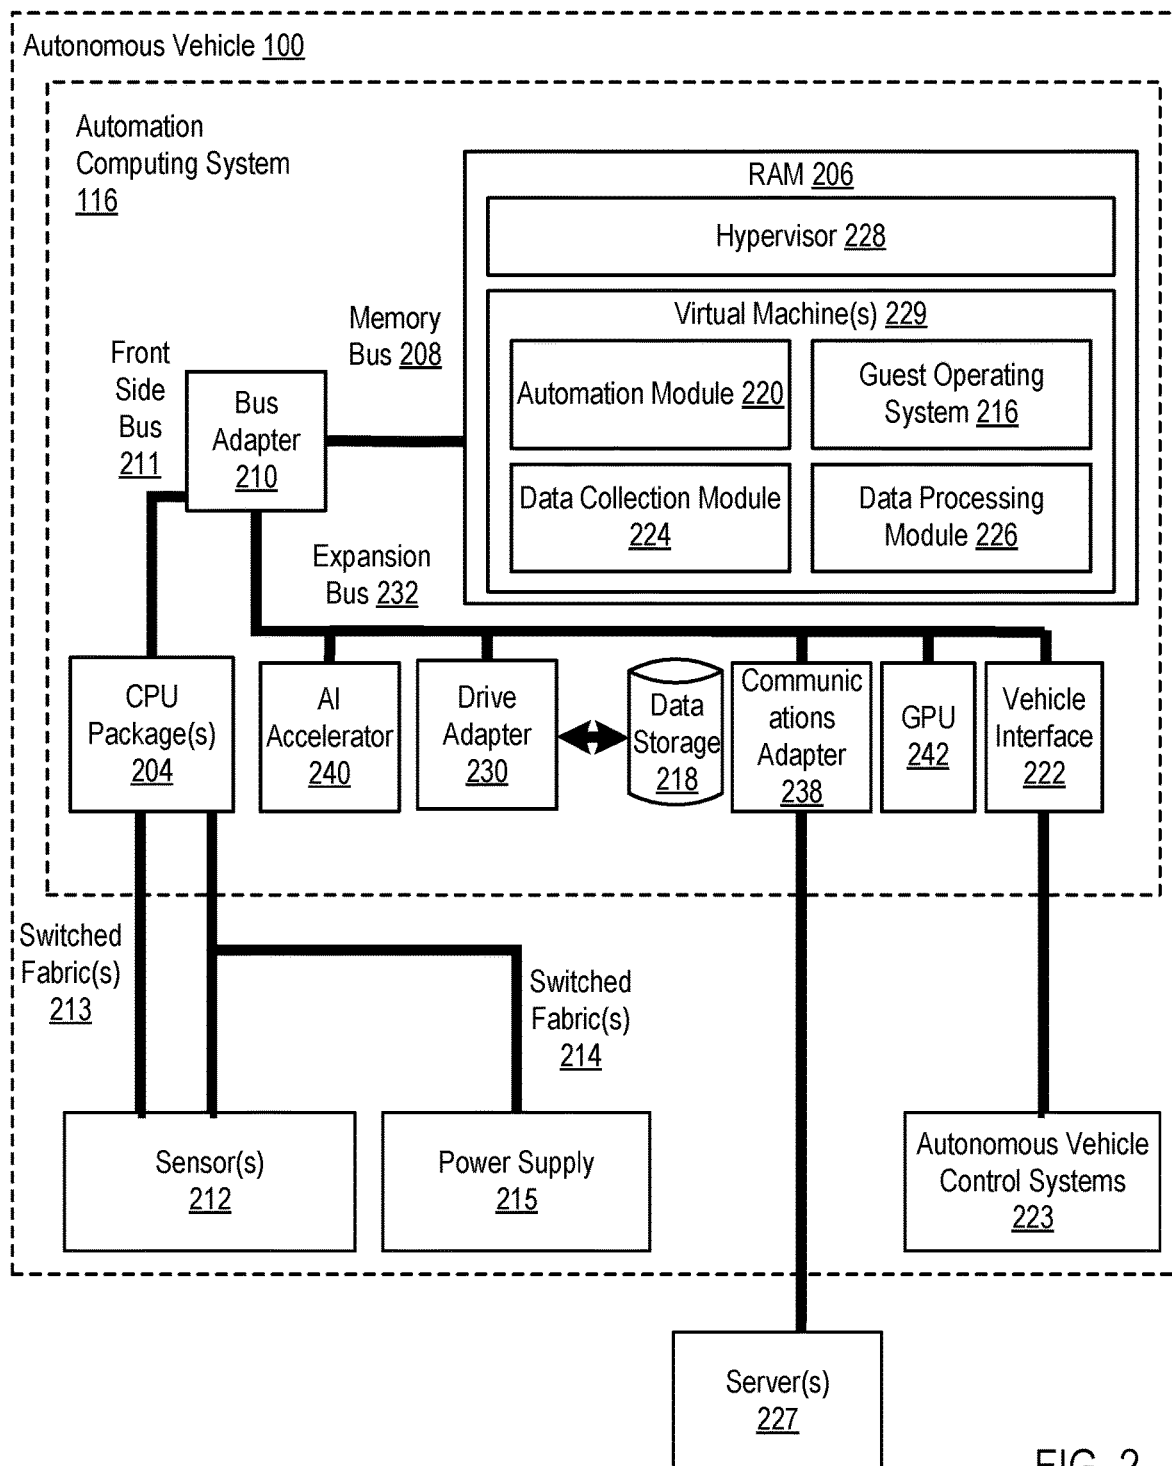 Autonomous Vehicle 100
Automation
Computing System
116
RAM 206
Hypervisor 228
Virtual Machine(s) 229
Automation Module 220
Guest Operating
System 216
Data Collection Module
224
Data Processing
Module 226
Memory
Bus 208
Front
Side
Bus
211
Bus
Adapter
210
Expansion
Bus 232
CPU
Package(s)
204
AI
Accelerator
240
Drive
Adapter
230
Data
Storage
218
Communic
ations
Adapter
238
GPU
242
Vehicle
Interface
222
Switched
Fabric(s)
213
Switched
Fabric(s)
214
Sensor(s)
212
Power Supply
215
Autonomous Vehicle
Control Systems
223
Server(s)
227
FIG. 2